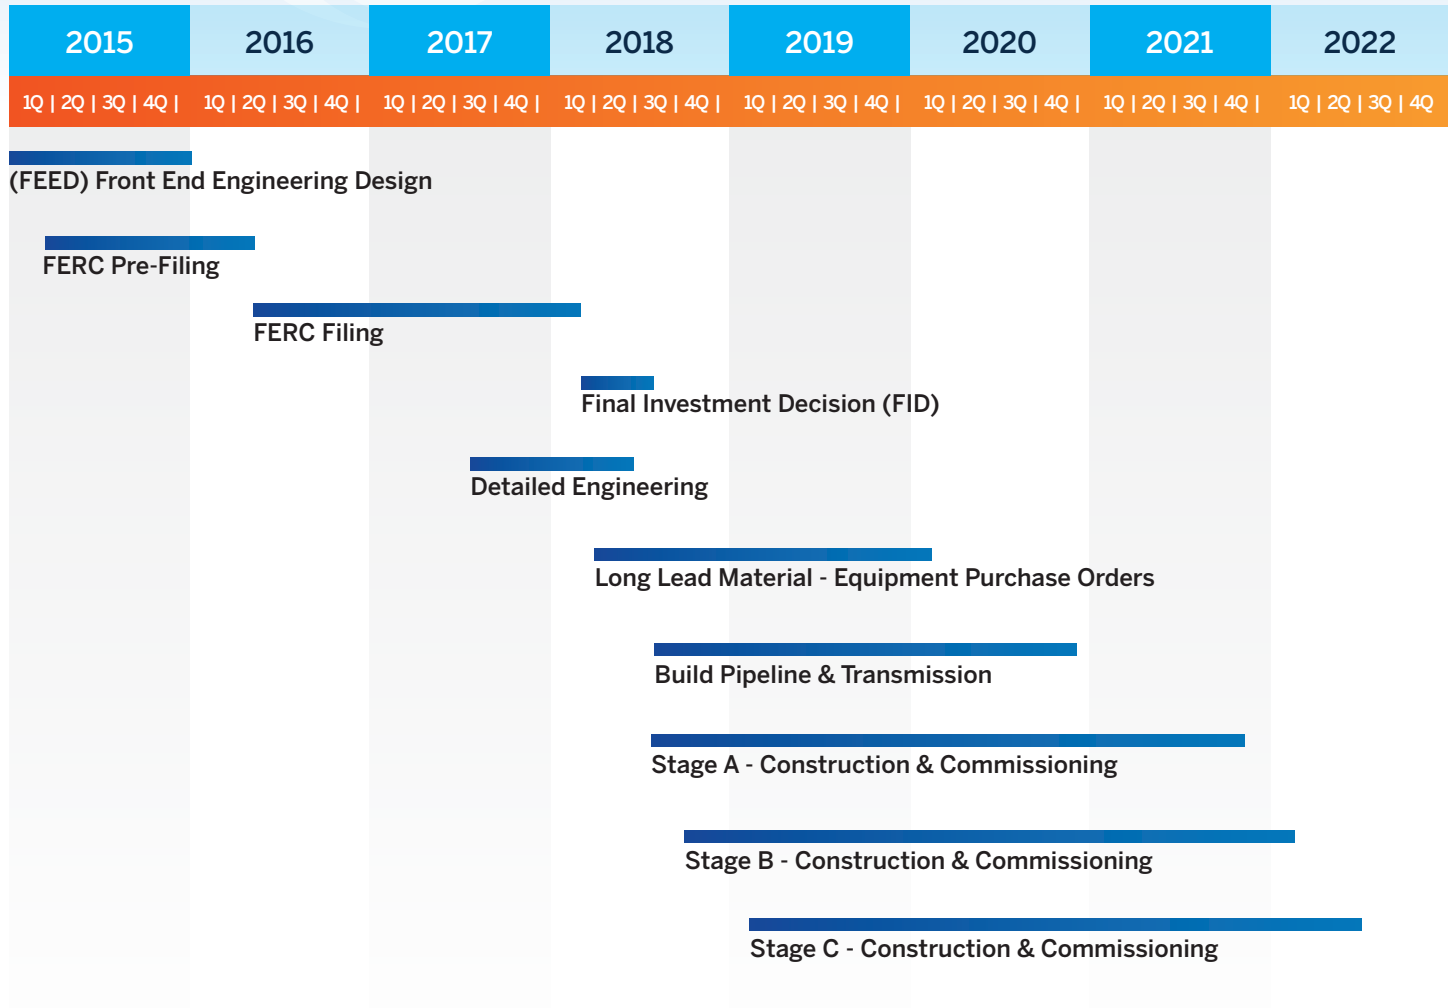 2015 2016 2017 2018 2019 2020 2021 2022
1Q | 2Q | 3Q | 4Q | 1Q | 2Q | 3Q | 4Q | 1Q | 2Q | 3Q | 4Q | 1Q | 2Q | 3Q | 4Q | 1Q | 2Q | 3Q | 4Q | 1Q | 2Q | 3Q | 4Q | 1Q | 2Q | 3Q | 4Q | 1Q | 2Q | 3Q | 4Q
(FEED) Front End Engineering Design
FERC Pre-Filing
FERC Filing
Final Investment Decision (FID)
Detailed Engineering
Long Lead Material - Equipment Purchase Orders
Build Pipeline & Transmission
Stage A - Construction & Commissioning
Stage B - Construction & Commissioning
Stage C - Construction & Commissioning